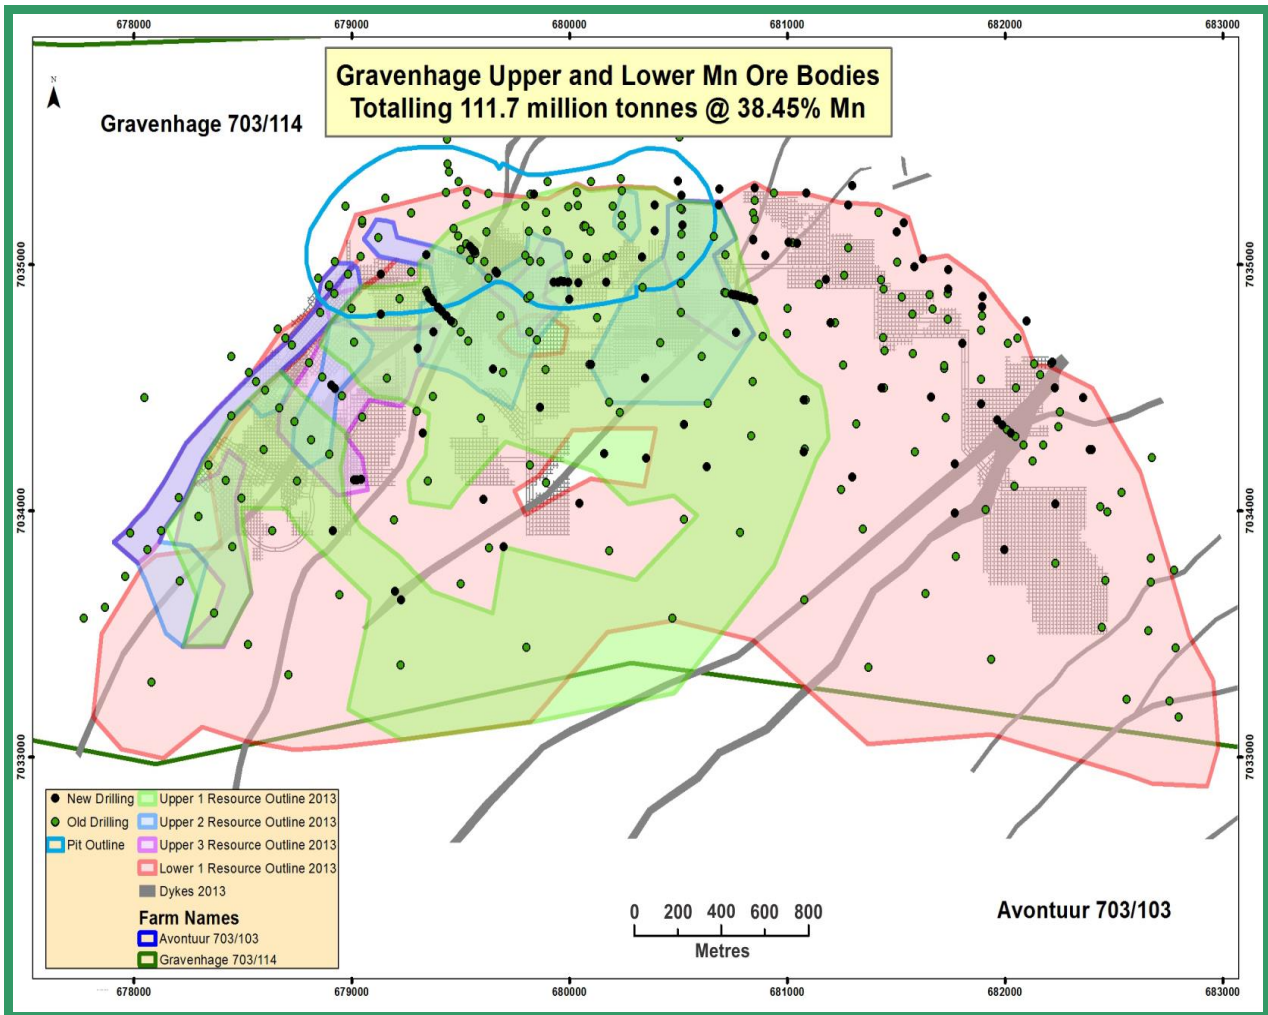 678000 679000 680000 681000 682000 683000
Gravenhage Upper and Lower Mn Ore Bodies
Totalling 111.7 million tonnes @ 38.45% Mn
N
Gravenhage 703/114
7035000 7035000
7034000 7034000
7033000 7033000
New Drilling
Old Drilling
Pit Outline
Upper 1 Resource Outline 2013
Upper 2 Resource Outline 2013
Upper 3 Resource Outline 2013
Lower 1 Resource Outline 2013
Dykes 2013
Farm Names
Avontuur 703/103
Gravenhage 703/114
0 200 400 600 800
Metres
Avontuur 703/103
678000 679000 680000 681000 682000 683000